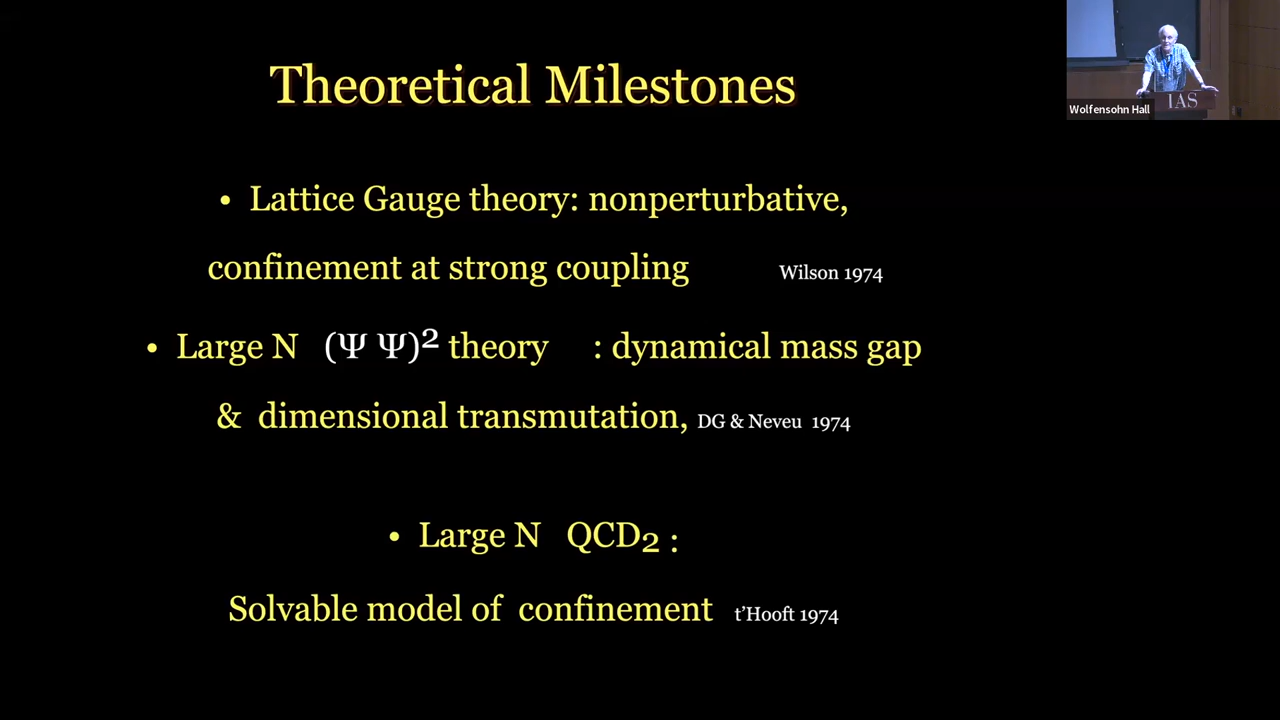 Theoretical Milestones
• Lattice Gauge theory: nonperturbative,
confinement at strong coupling Wilson 1974
• Large N (Ψ Ψ)² theory : dynamical mass gap
& dimensional transmutation, DG & Neveu 1974
• Large N QCD₂ :
Solvable model of confinement t'Hooft 1974
IAS
Wolfensohn Hall